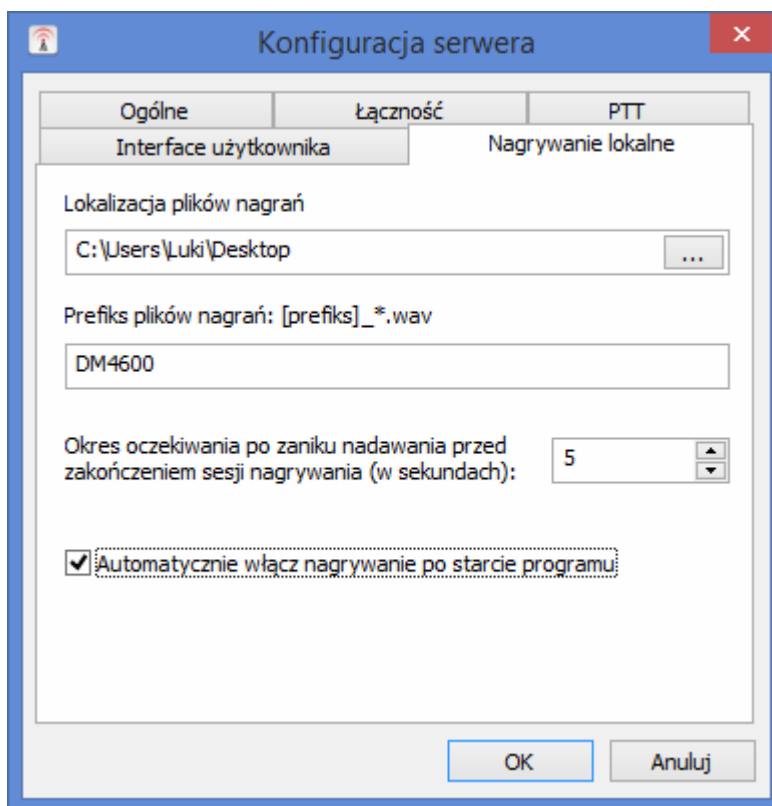 Konfiguracja serwera
Ogólne Łączność PTT
Interface użytkownika Nagrywanie lokalne
Lokalizacja plików nagrań
C:\Users\Luki\Desktop ...
Prefiks plików nagrań: [prefiks]_*.wav
DM4600
Okres oczekiwania po zaniku nadawania przed
zakończeniem sesji nagrywania (w sekundach): 5
Automatycznie włącz nagrywanie po starcie programu
OK Anuluj